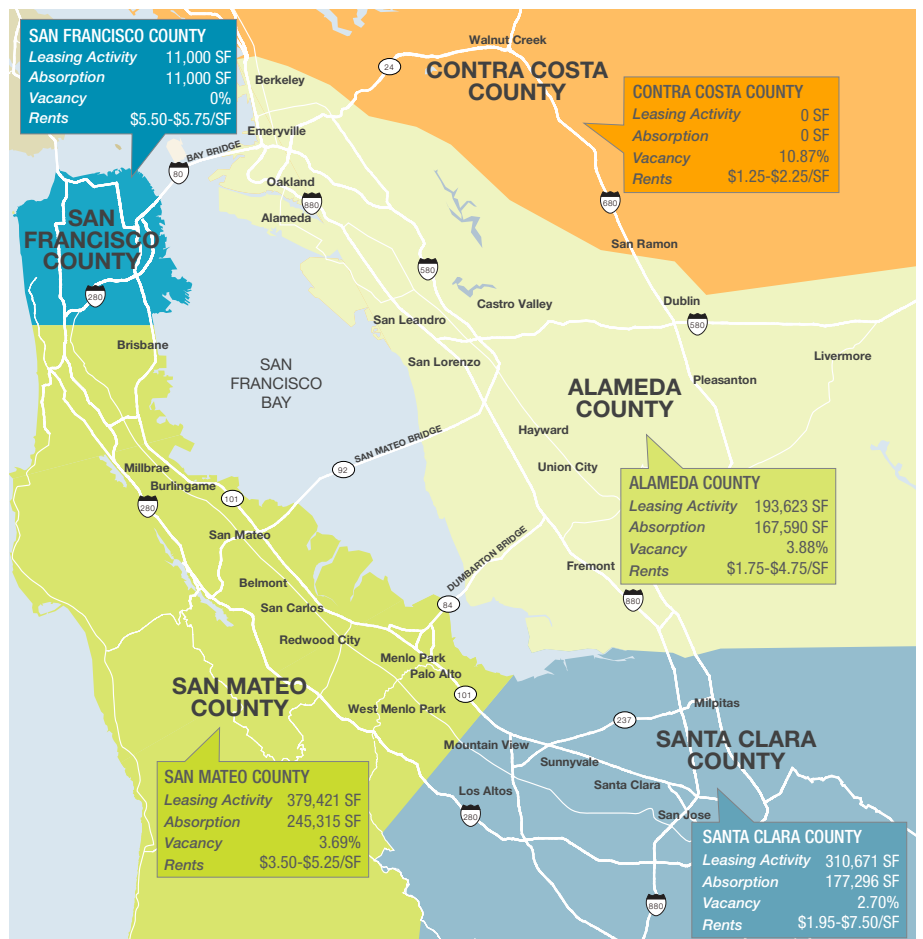 SAN FRANCISCO COUNTY
Leasing Activity 11,000 SF
Absorption 11,000 SF
Vacancy 0%
Rents $5.50-$5.75/SF
Walnut Creek
24
CONTRA COSTA
COUNTY
Berkeley
CONTRA COSTA COUNTY
Leasing Activity 0 SF
Absorption 0 SF
Vacancy 10.87%
Rents $1.25-$2.25/SF
Emeryville
BAY BRIDGE
80
Oakland
880
Alameda
680
SAN
FRANCISCO
COUNTY
280
San Ramon
580
Castro Valley
Dublin
580
San Leandro
Brisbane
San Lorenzo
Livermore
SAN
FRANCISCO
BAY
Pleasanton
ALAMEDA
COUNTY
Hayward
SAN MATEO BRIDGE
92
Union City
Millbrae
Burlingame
101
280
ALAMEDA COUNTY
Leasing Activity 193,623 SF
Absorption 167,590 SF
Vacancy 3.88%
Rents $1.75-$4.75/SF
San Mateo
DUMBARTON BRIDGE
Fremont
Belmont
84
880
San Carlos
Redwood City
Menlo Park
Palo Alto
101
SAN MATEO
COUNTY
West Menlo Park
Milpitas
237
SANTA CLARA
COUNTY
Mountain View
Sunnyvale
Santa Clara
Los Altos
280
San Jose
SAN MATEO COUNTY
Leasing Activity 379,421 SF
Absorption 245,315 SF
Vacancy 3.69%
Rents $3.50-$5.25/SF
SANTA CLARA COUNTY
Leasing Activity 310,671 SF
Absorption 177,296 SF
Vacancy 2.70%
Rents $1.95-$7.50/SF
880